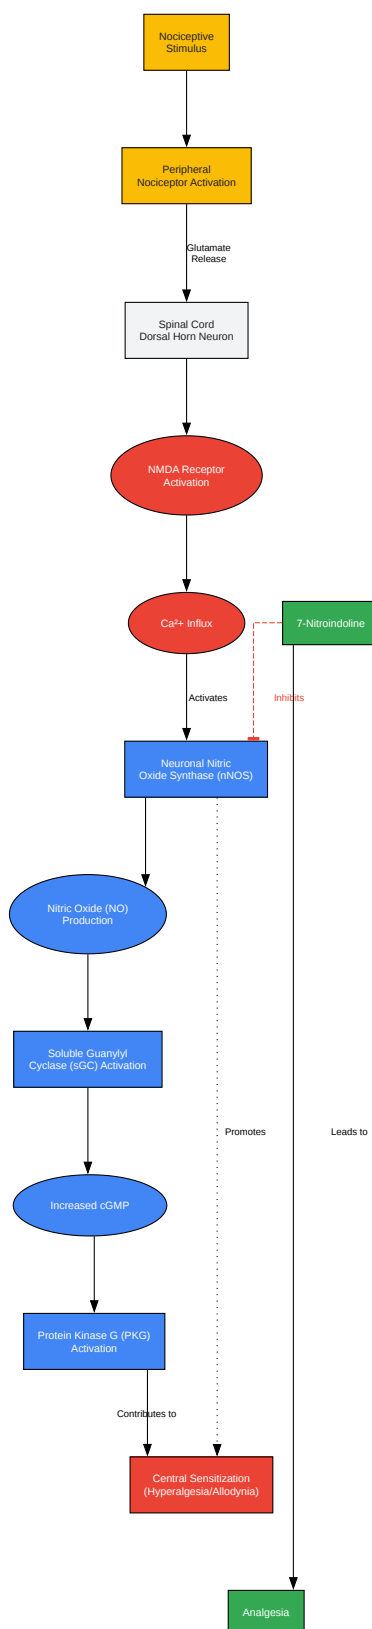 Nociceptive
Stimulus
Peripheral
Nociceptor Activation
Glutamate
Release
Spinal Cord
Dorsal Horn Neuron
NMDA Receptor
Activation
Ca²+ Influx
7-Nitroindoline
Activates
Inhibits
Neuronal Nitric
Oxide Synthase (nNOS)
Nitric Oxide (NO)
Production
Soluble Guanylyl
Cyclase (sGC) Activation
Promotes
Leads to
Increased cGMP
Protein Kinase G (PKG)
Activation
Contributes to
Central Sensitization
(Hyperalgesia/Allodynia)
Analgesia